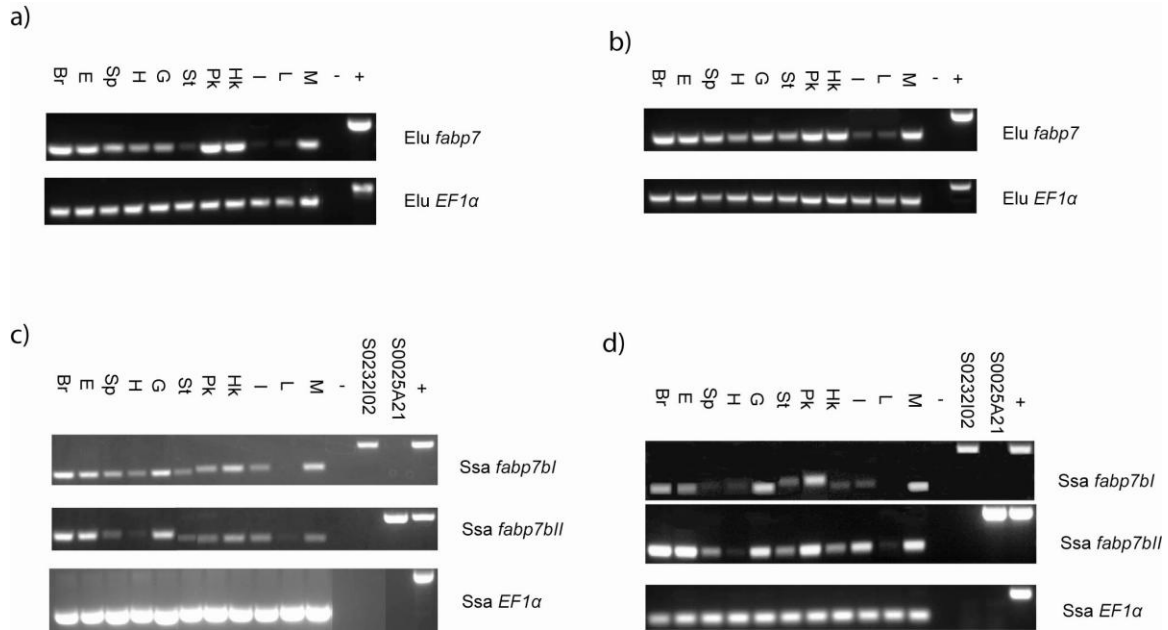 a)
Br E Sp H G St Pk Hk I L M - +
Elu fabp7
Elu EF1α
b)
Br E Sp H G St Pk Hk I L M - +
Elu fabp7
Elu EF1α
c)
Br E Sp H G St Pk Hk I L M - S0232I02 S0025A21 +
Ssa fabp7bI
Ssa fabp7bII
Ssa EF1α
d)
Br E Sp H G St Pk Hk I L M - S0232I02 S0025A21 +
Ssa fabp7bI
Ssa fabp7bII
Ssa EF1α